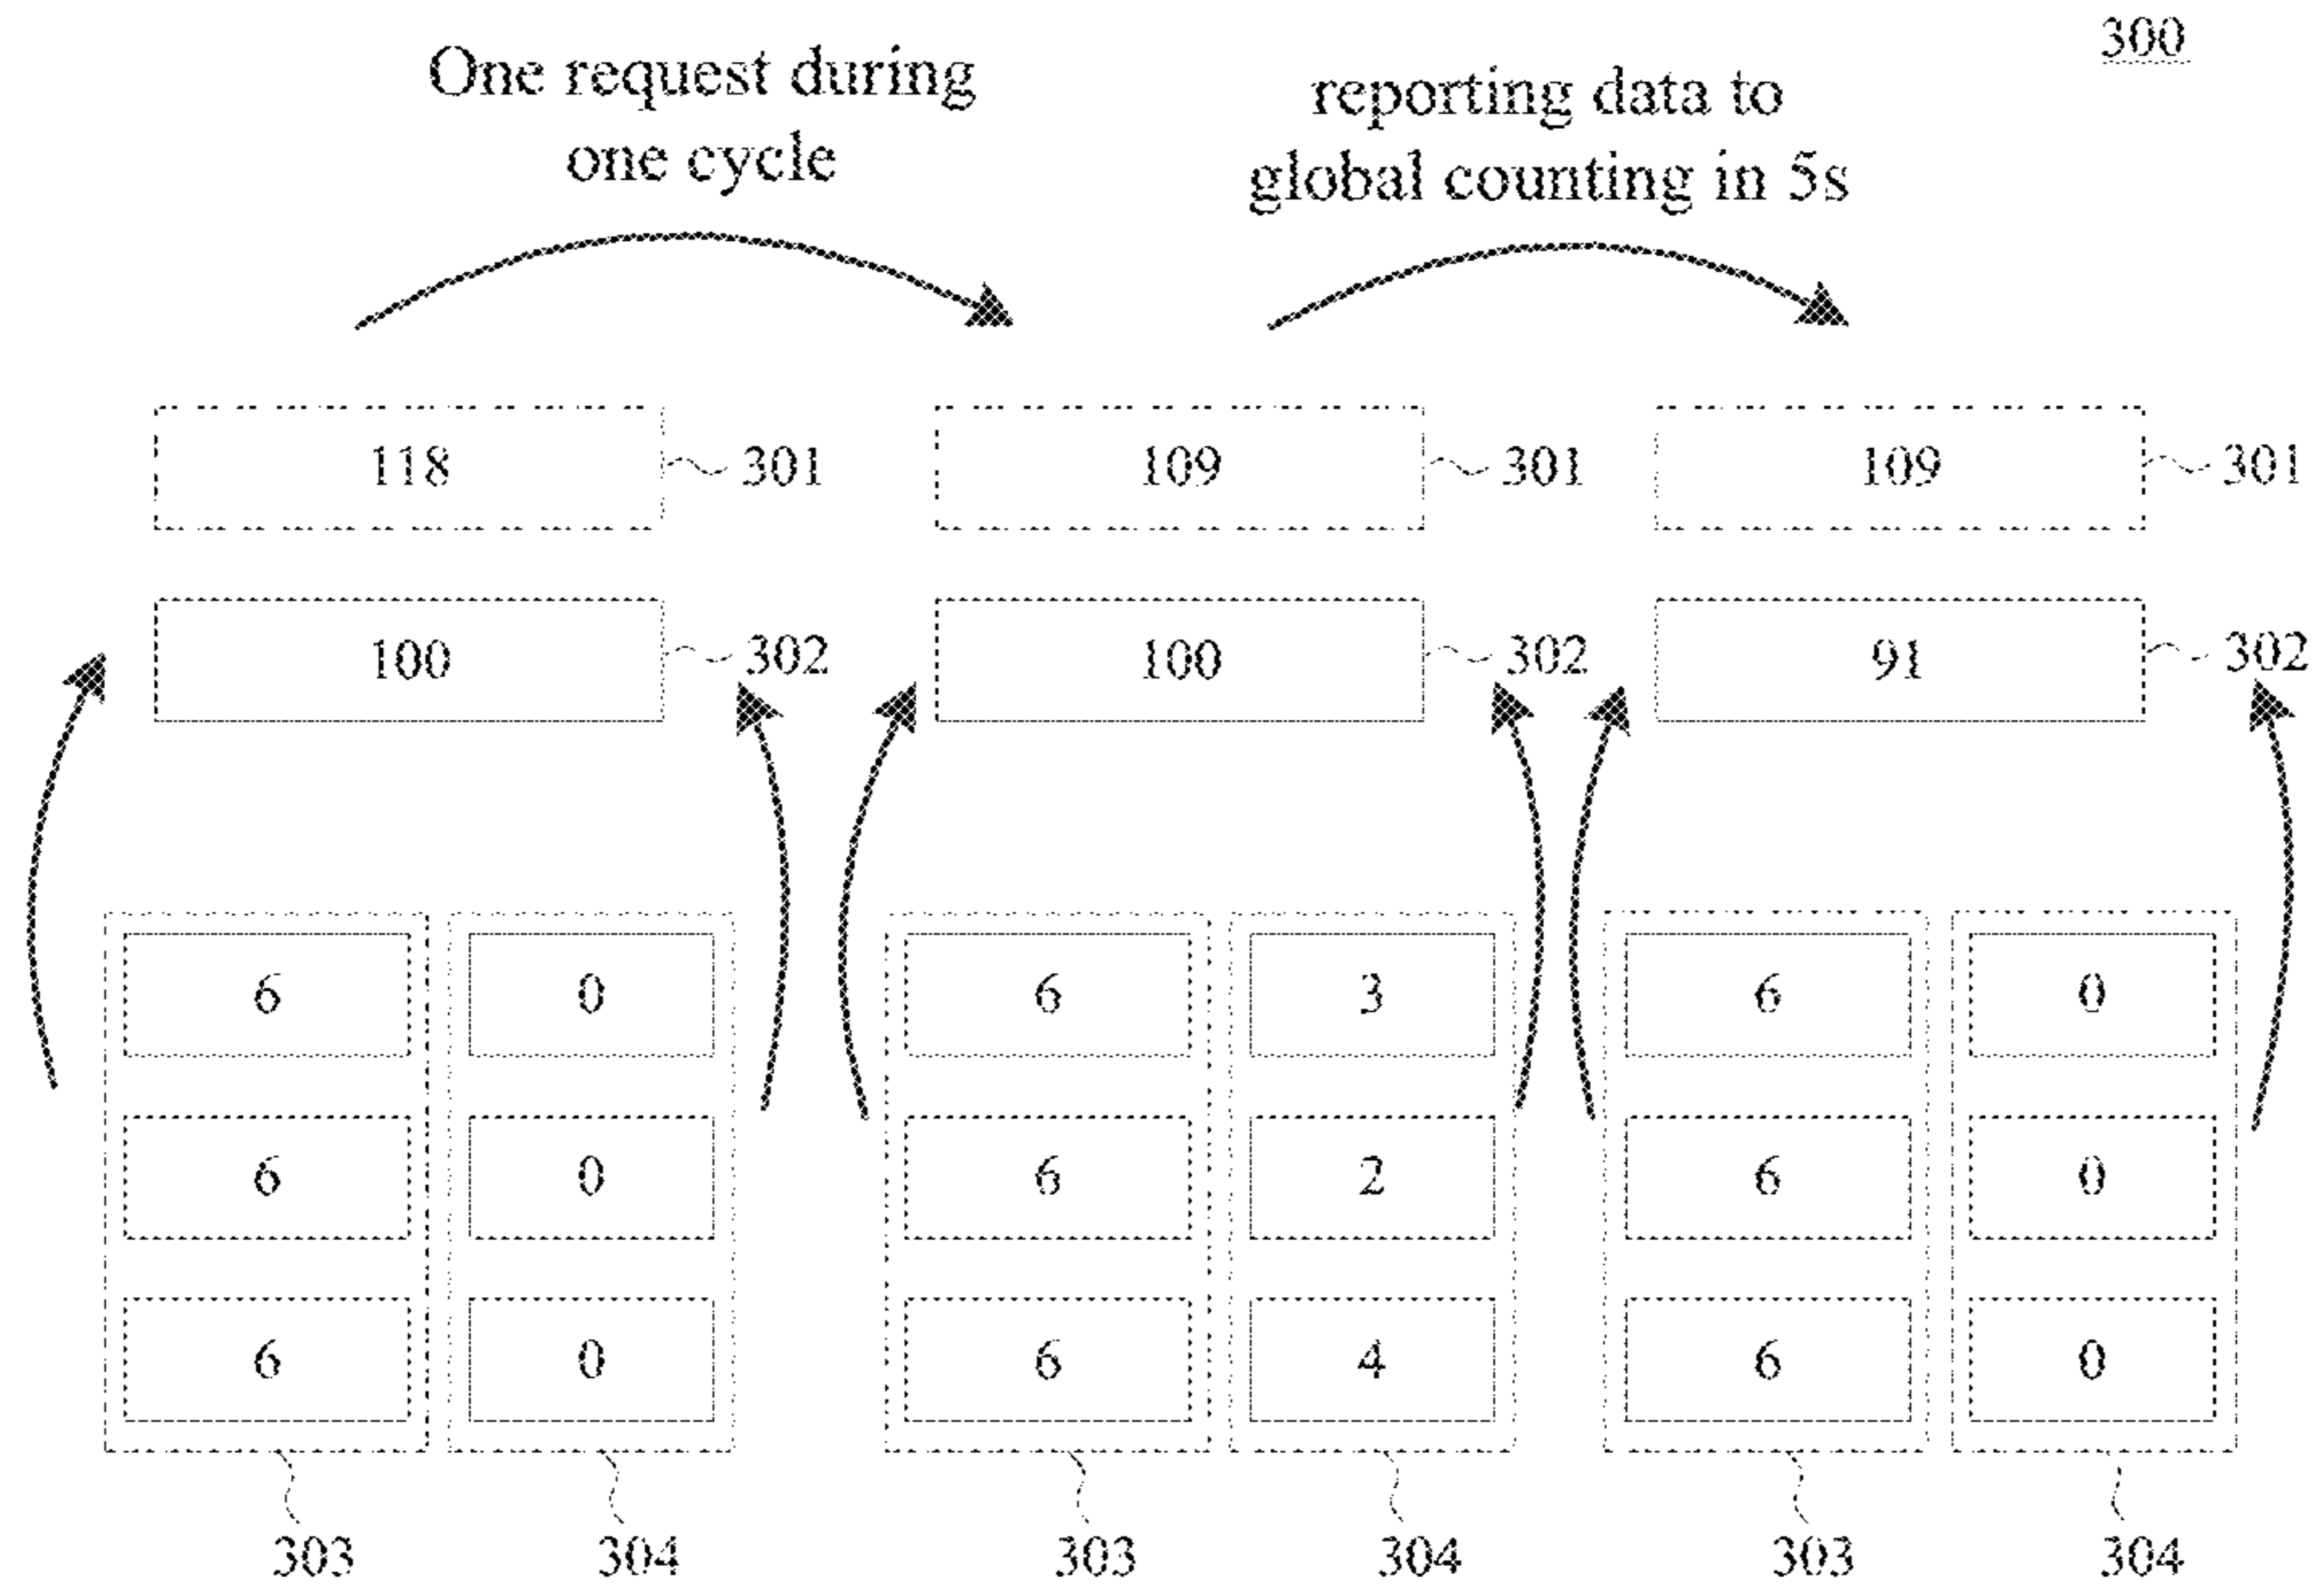 300
One request during
one cycle
reporting data to
global counting in 5s
118 301 109 301 109 301
100 302 100 302 91 302
6 0 6 3 6 0
6 0 6 2 6 0
6 0 6 4 6 0
303 304 303 304 303 304